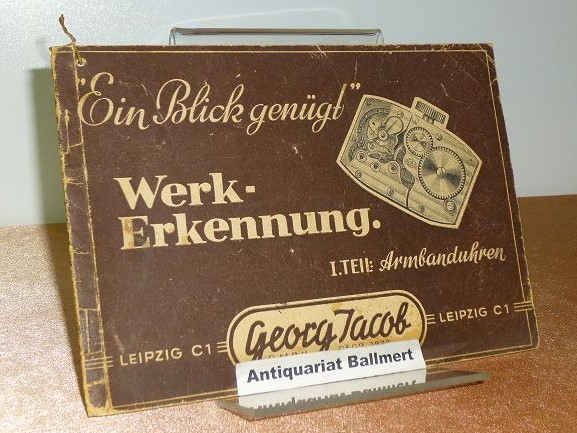 "Ein Blick genügt"
Werk-
Erkennung.
I.TEIL: Armbanduhren
Georg Jacob
LEIPZIG C1
LEIPZIG C1
Antiquariat Ballmert